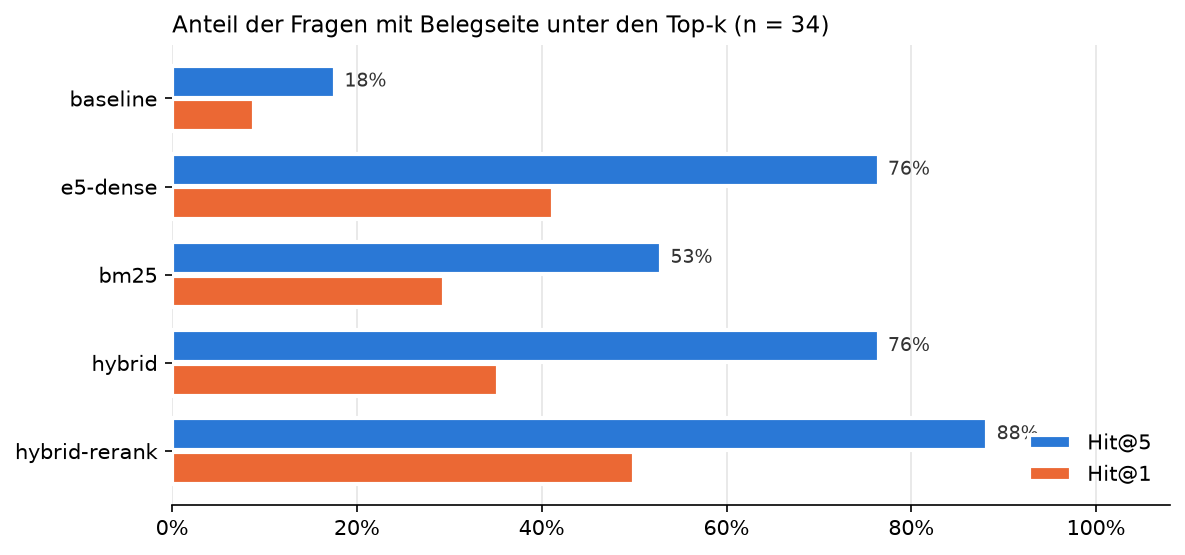 Anteil der Fragen mit Belegseite unter den Top-k (n = 34)
baseline
18%
e5-dense
76%
bm25
53%
hybrid
76%
hybrid-rerank
88%
Hit@5
Hit@1
0%
20%
40%
60%
80%
100%